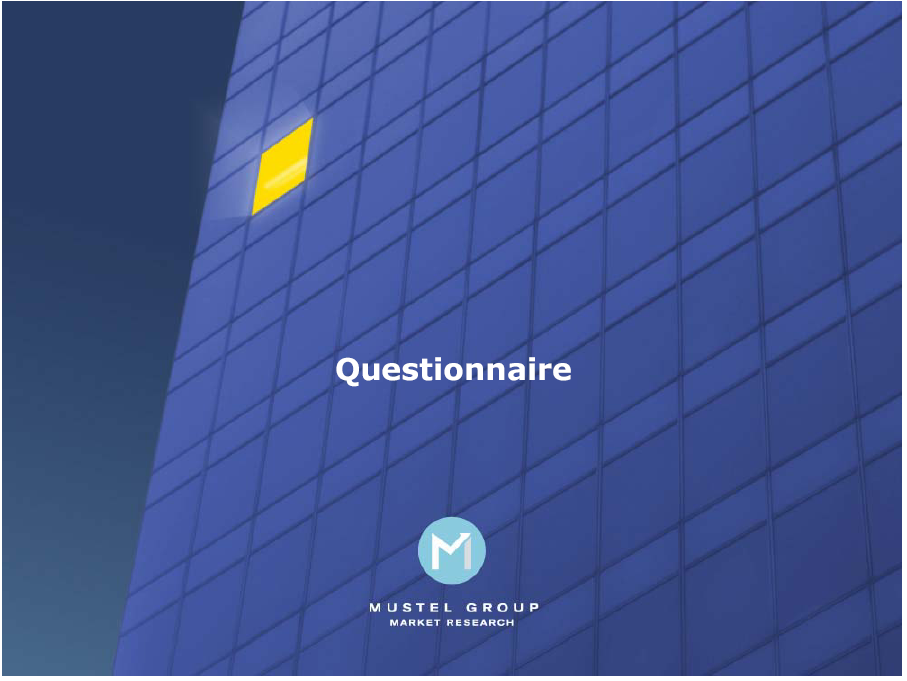 Questionnaire
MUSTEL GROUP
MARKET RESEARCH